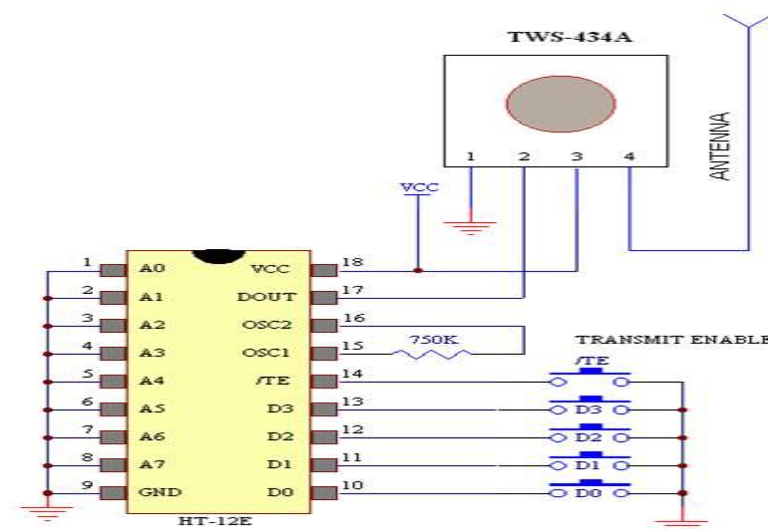 TWS-434A
1 2 3 4
ANTENNA
VCC
1 A0 VCC 18
2 A1 DOUT 17
3 A2 OSC2 16
4 A3 OSC1 15
750K
TRANSMIT ENABLE
5 A4 /TE 14
/TE
6 A5 D3 13
D3
7 A6 D2 12
D2
8 A7 D1 11
D1
9 GND D0 10
D0
HT-12E